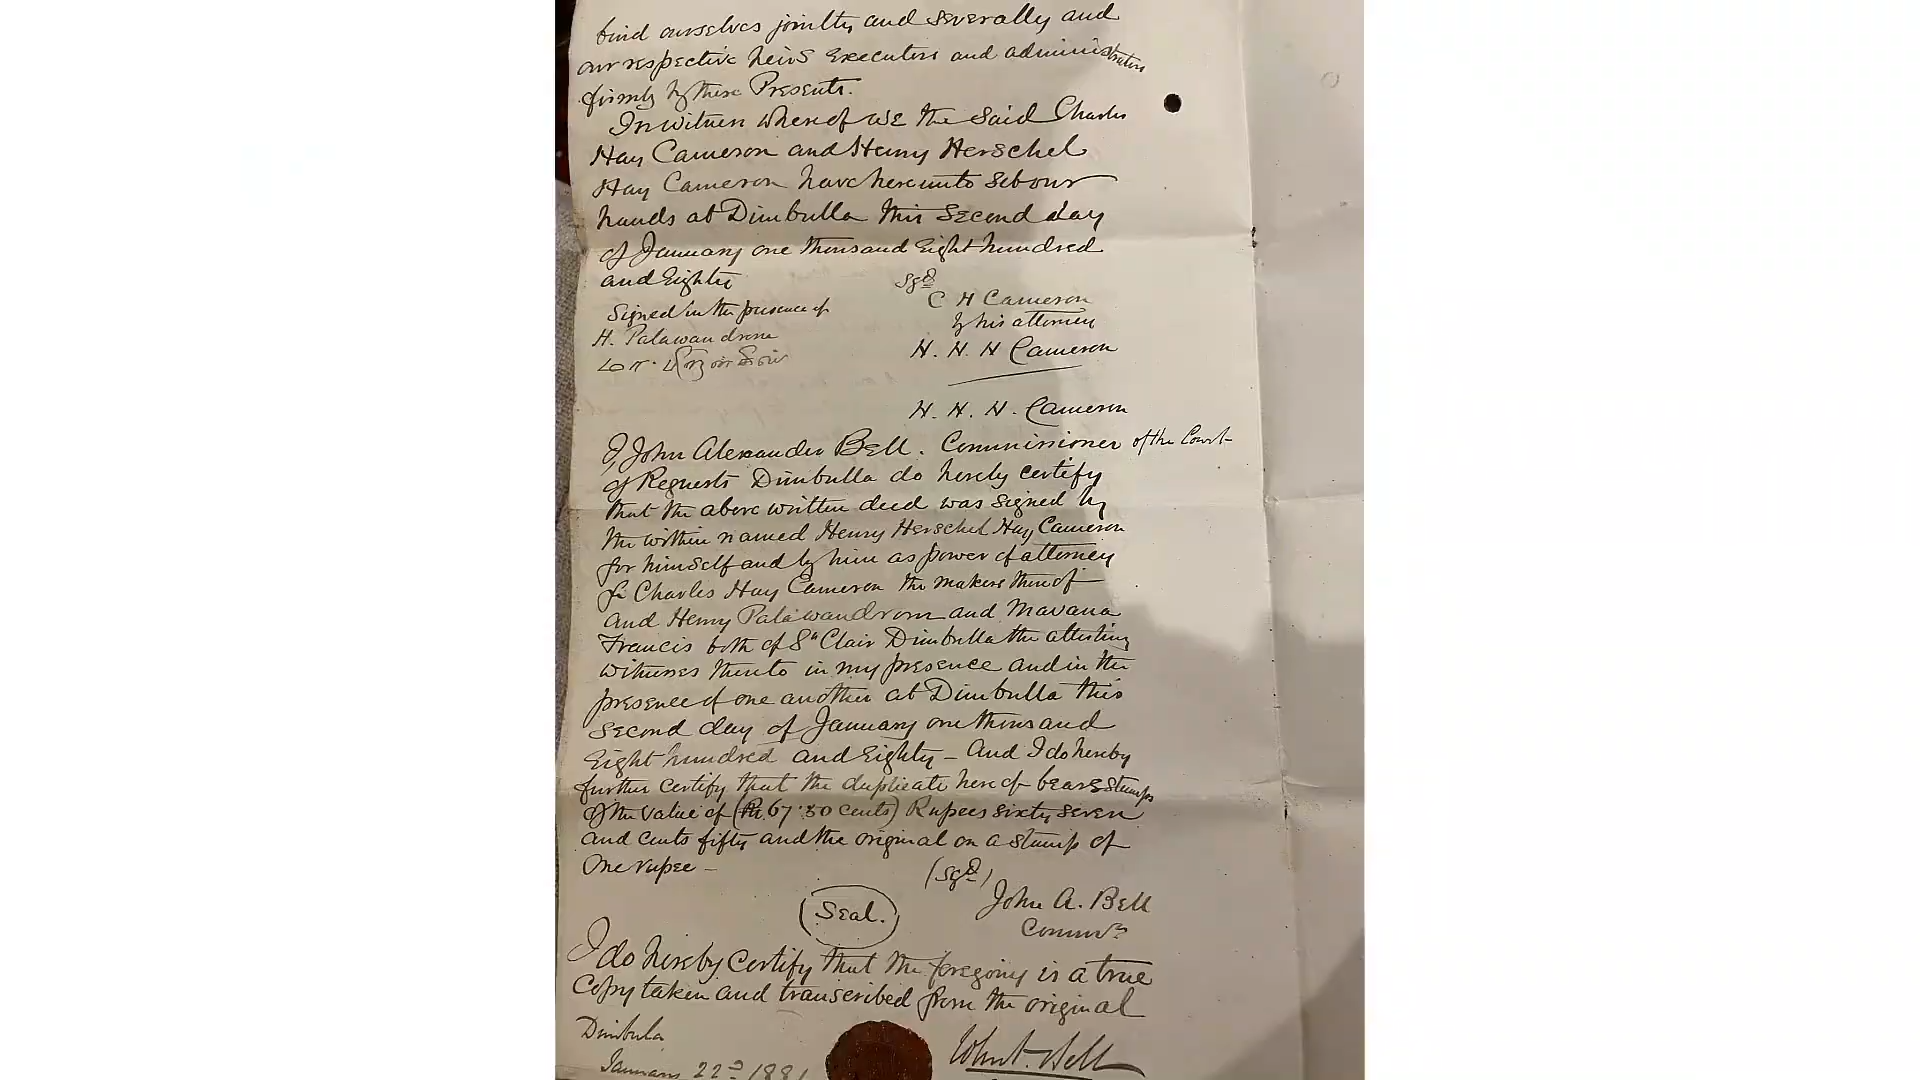 bind ourselves jointly and severally and
our respective heirs Executors and administrators
firmly by these Presents.
In witness whereof we the said Charles
Hay Cameron and Henry Herschel
Hay Cameron have hereunto set our
hands at Dimbulla this Second day
of January one thousand Eight hundred
and Eighty
Sgd
C H Cameron
Signed in the presence of
by his attorney
H. Palawandrom
H. H. H Cameron
H. H. H. Cameron
I, John Alexander Bell. Commissioner of the Court
of Requests Dimbulla do hereby certify
that the above written deed was signed by
the within named Henry Herschel Hay Cameron
for himself and by him as power of attorney
for Charles Hay Cameron the makers thereof
and Henry Palawandrom and Mavana
Francis both of St Clair Dimbulla the attesting
witnesses thereto in my presence and in the
presence of one another at Dimbulla this
second day of January one thousand
Eight hundred and Eighty – And I do hereby
further certify that the duplicate hereof bears stamps
of the value of (Rs. 67.50 cents) Rupees sixty seven
and cents fifty and the original on a stamp of
One rupee –
(Sgd)
John A. Bell
(Seal.)
Commr
I do hereby certify that the foregoing is a true
Copy taken and transcribed from the original
Dimbula
John A. Bell
January 22d 1881